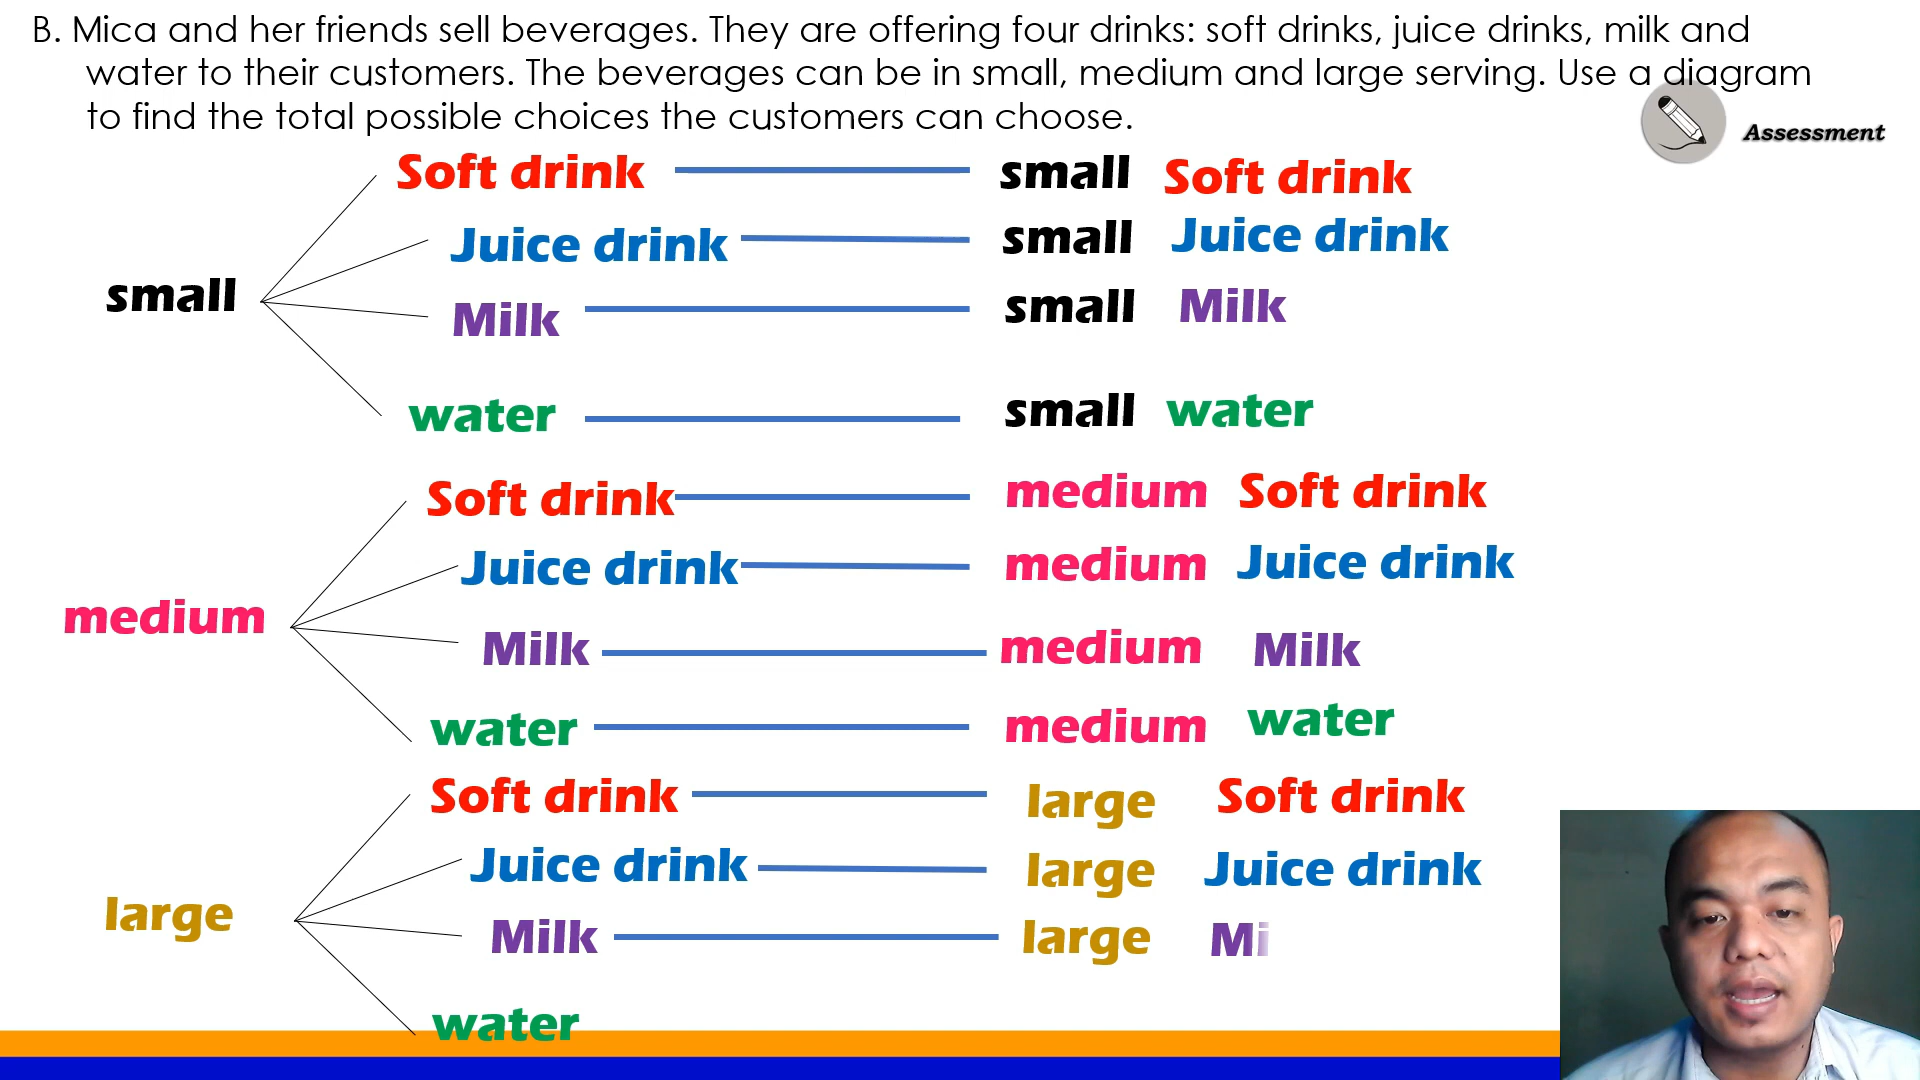 B. Mica and her friends sell beverages. They are offering four drinks: soft drinks, juice drinks, milk and
water to their customers. The beverages can be in small, medium and large serving. Use a diagram
to find the total possible choices the customers can choose.
Assessment
Soft drink small Soft drink
Juice drink small Juice drink
small
Milk small Milk
water small water
Soft drink medium Soft drink
Juice drink medium Juice drink
medium
Milk medium Milk
water medium water
Soft drink large Soft drink
Juice drink large Juice drink
large
Milk large Mi
water